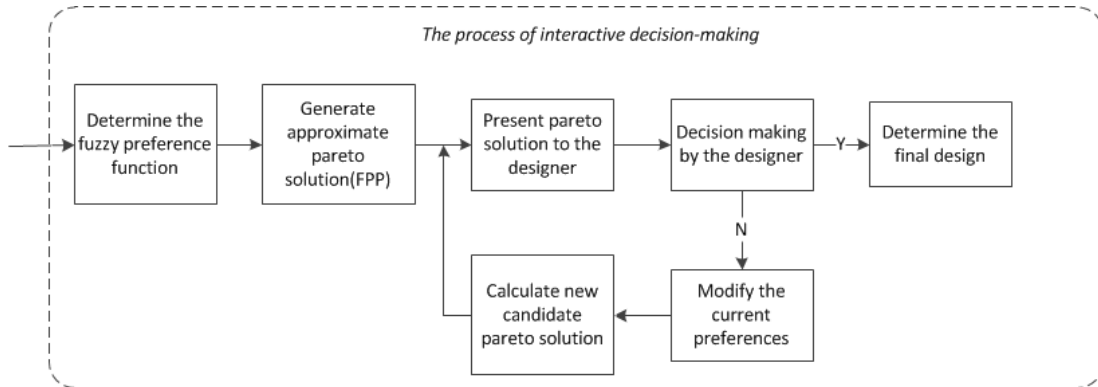 The process of interactive decision-making
Determine the
fuzzy preference
function
Generate
approximate
pareto
solution(FPP)
Present pareto
solution to the
designer
Decision making
by the designer
Y
Determine the
final design
N
Calculate new
candidate
pareto solution
Modify the
current
preferences